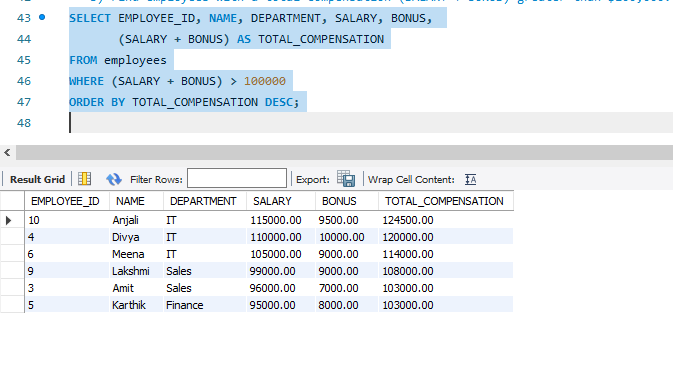 43 SELECT EMPLOYEE_ID, NAME, DEPARTMENT, SALARY, BONUS,
44 (SALARY + BONUS) AS TOTAL_COMPENSATION
45 FROM employees
46 WHERE (SALARY + BONUS) > 100000
47 ORDER BY TOTAL_COMPENSATION DESC;
48
Result Grid Filter Rows: Export: Wrap Cell Content:
EMPLOYEE_ID NAME DEPARTMENT SALARY BONUS TOTAL_COMPENSATION
10 Anjali IT 115000.00 9500.00 124500.00
4 Divya IT 110000.00 10000.00 120000.00
6 Meena IT 105000.00 9000.00 114000.00
9 Lakshmi Sales 99000.00 9000.00 108000.00
3 Amit Sales 96000.00 7000.00 103000.00
5 Karthik Finance 95000.00 8000.00 103000.00